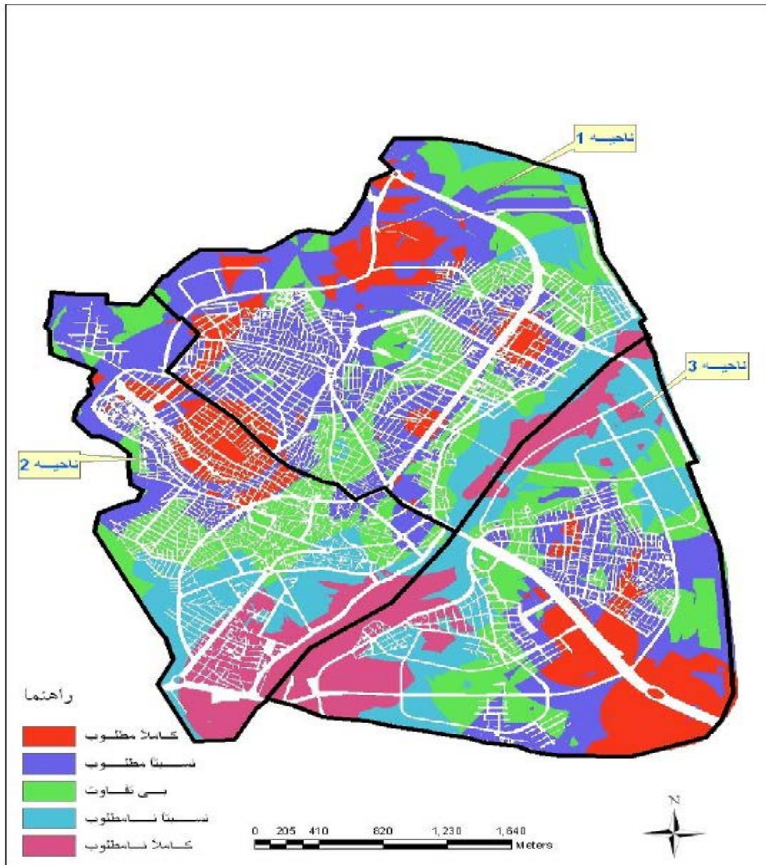 ناحیه 1
ناحیه 3
ناحیه 2
راهنما
کاملاً مطلوب
نسبتا مطلوب
بی تفاوت
نسبتا نامطلوب
کاملاً نامطلوب
N
0 205 410 820 1,230 1,640
Meters